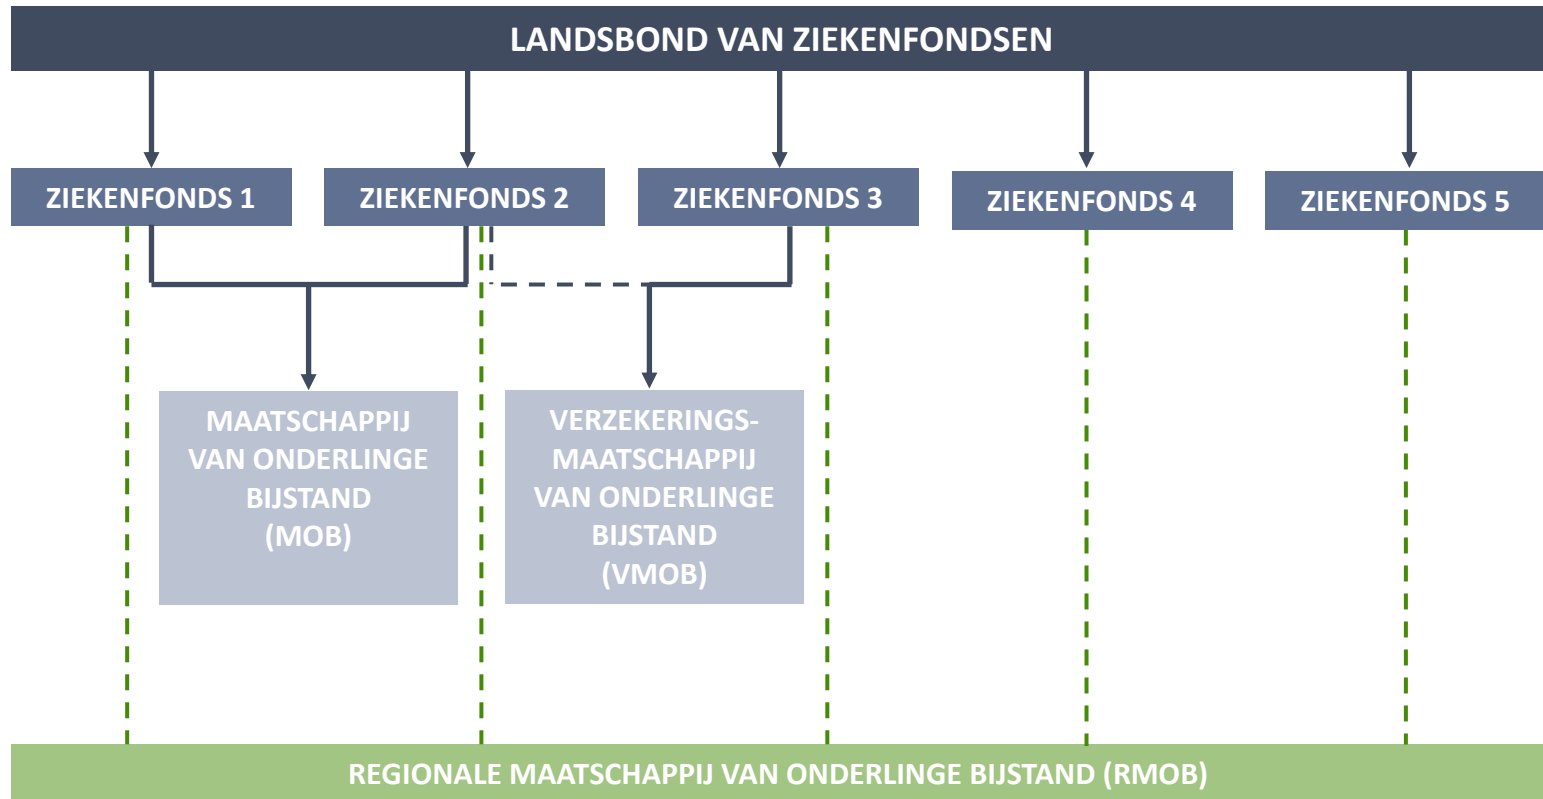 LANDSBOND VAN ZIEKENFONDSEN
ZIEKENFONDS 1
ZIEKENFONDS 2
ZIEKENFONDS 3
ZIEKENFONDS 4
ZIEKENFONDS 5
MAATSCHAPPIJ
VAN ONDERLINGE
BIJSTAND
(MOB)
VERZEKERINGS-
MAATSCHAPPIJ
VAN ONDERLINGE
BIJSTAND
(VMOB)
REGIONALE MAATSCHAPPIJ VAN ONDERLINGE BIJSTAND (RMOB)